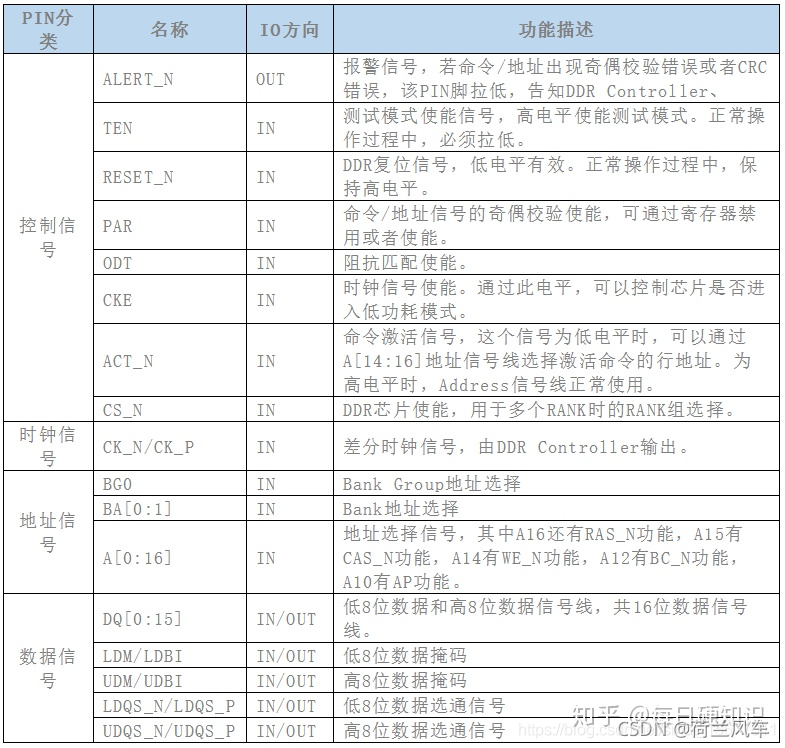 PIN分
类
名称
IO方向
功能描述
控制信
号
ALERT_N
OUT
报警信号，若命令/地址出现奇偶校验错误或者CRC
错误，该PIN脚拉低，告知DDR Controller、
TEN
IN
测试模式使能信号，高电平使能测试模式。正常操
作过程中，必须拉低。
RESET_N
IN
DDR复位信号，低电平有效。正常操作过程中，保
持高电平。
PAR
IN
命令/地址信号的奇偶校验使能，可通过寄存器禁
用或者使能。
ODT
IN
阻抗匹配使能。
CKE
IN
时钟信号使能。通过此电平，可以控制芯片是否进
入低功耗模式。
ACT_N
IN
命令激活信号，这个信号为低电平时，可以通过
A[14:16]地址信号线选择激活命令的行地址。为
高电平时，Address信号线正常使用。
CS_N
IN
DDR芯片使能，用于多个RANK时的RANK组选择。
时钟信
号
CK_N/CK_P
IN
差分时钟信号，由DDR Controller输出。
地址信
号
BG0
IN
Bank Group地址选择
BA[0:1]
IN
Bank地址选择
A[0:16]
IN
地址选择信号，其中A16还有RAS_N功能，A15有
CAS_N功能，A14有WE_N功能，A12有BC_N功能，
A10有AP功能。
数据信
号
DQ[0:15]
IN/OUT
低8位数据和高8位数据信号线，共16位数据信号
线。
LDM/LDBI
IN/OUT
低8位数据掩码
UDM/UDBI
IN/OUT
高8位数据掩码
LDQS_N/LDQS_P
IN/OUT
低8位数据选通信号
UDQS_N/UDQS_P
IN/OUT
高8位数据选通信号
知乎 @每日硬知识
CSDN @荷兰风车